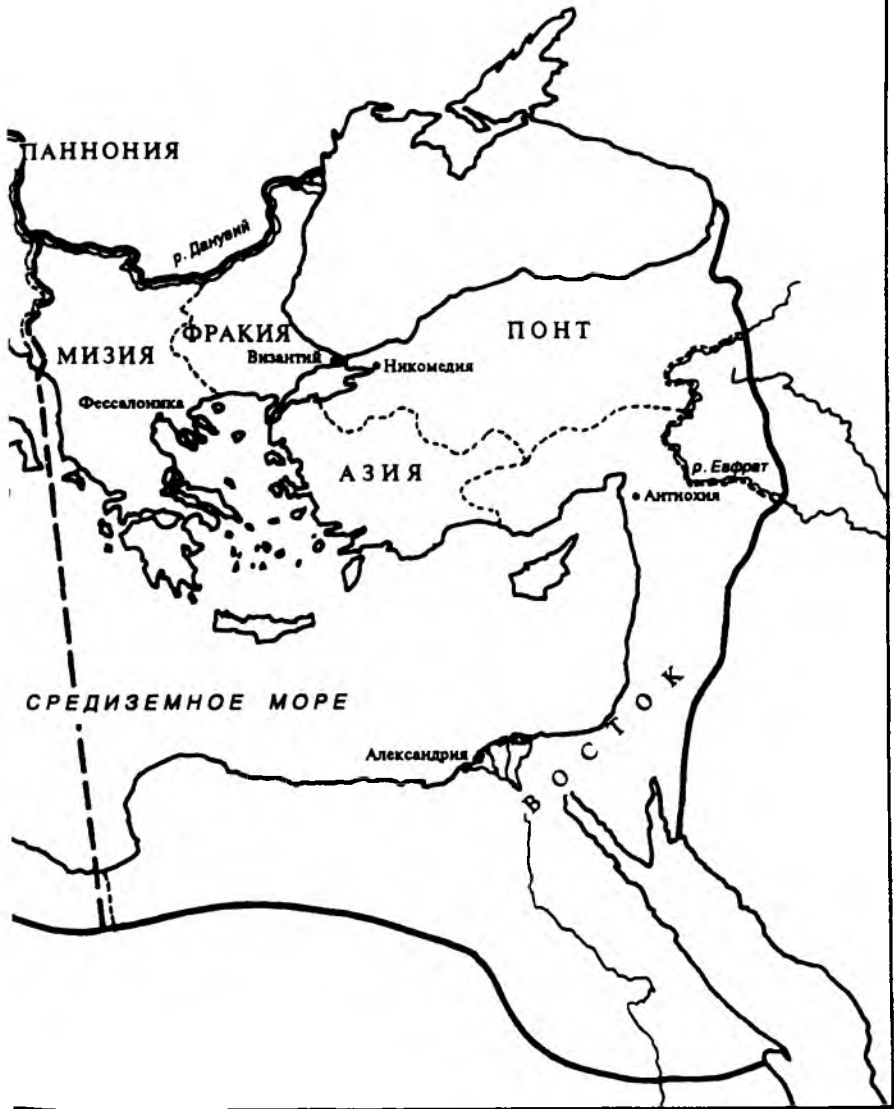 ПАННОНИЯ
р. Данувий
ФРАКИЯ
ПОНТ
МИЗИЯ
Византий
Никомедия
Фессалоника
АЗИЯ
р. Евфрат
Антиохия
СРЕДИЗЕМНОЕ МОРЕ
Александрия
ВОСТОК